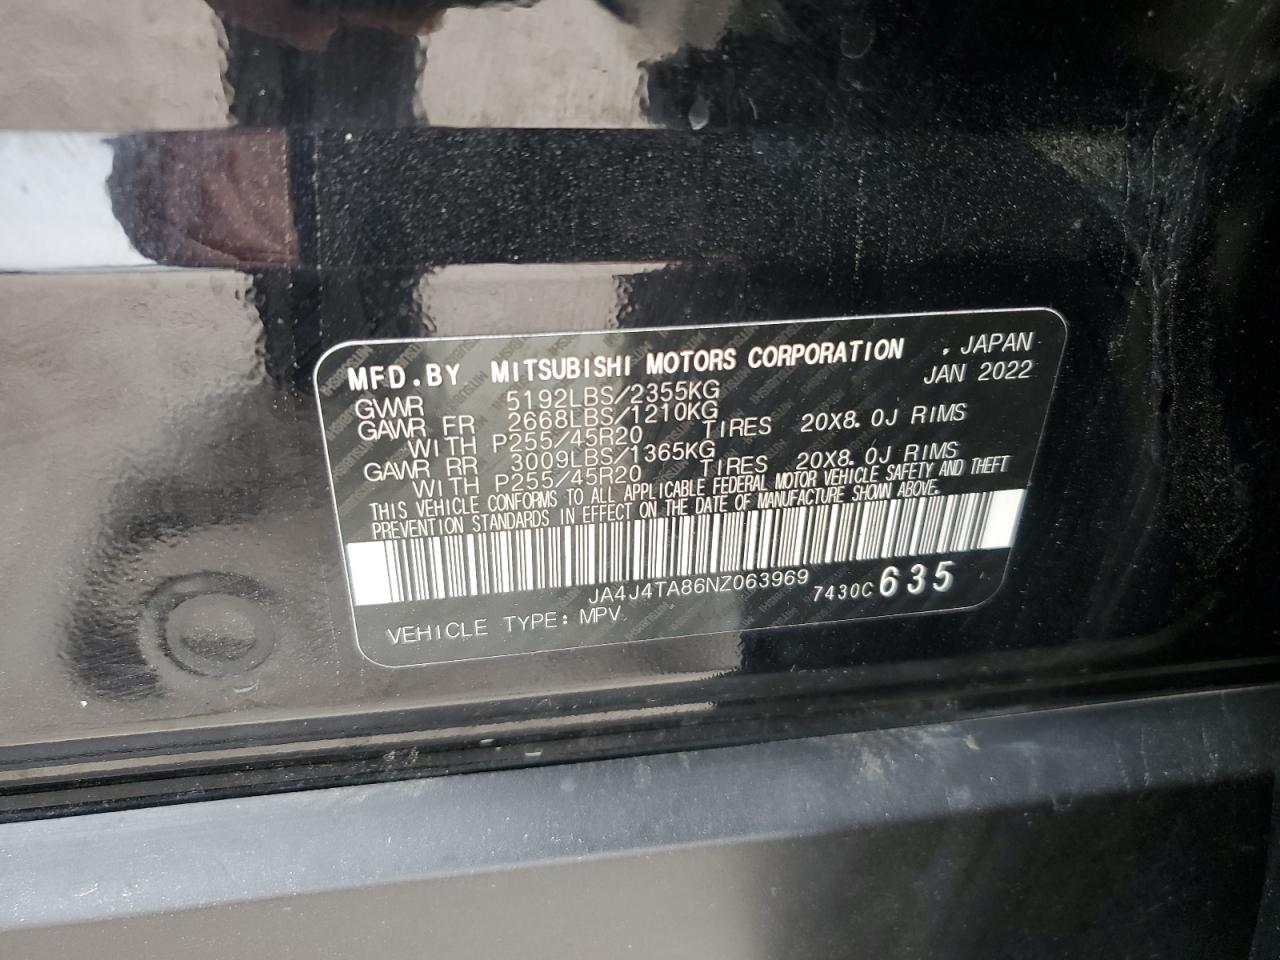 MFD.BY MITSUBISHI MOTORS CORPORATION , JAPAN
GVWR 5192LBS/2355KG JAN 2022
GAWR FR 2668LBS/1210KG
WITH P255/45R20 TIRES 20X8.0J RIMS
GAWR RR 3009LBS/1365KG
WITH P255/45R20 TIRES 20X8.0J RIMS
THIS VEHICLE CONFORMS TO ALL APPLICABLE FEDERAL MOTOR VEHICLE SAFETY AND THEFT
PREVENTION STANDARDS IN EFFECT ON THE DATE OF MANUFACTURE SHOWN ABOVE.
JA4J4TA86NZ063969 7430C 635
VEHICLE TYPE: MPV